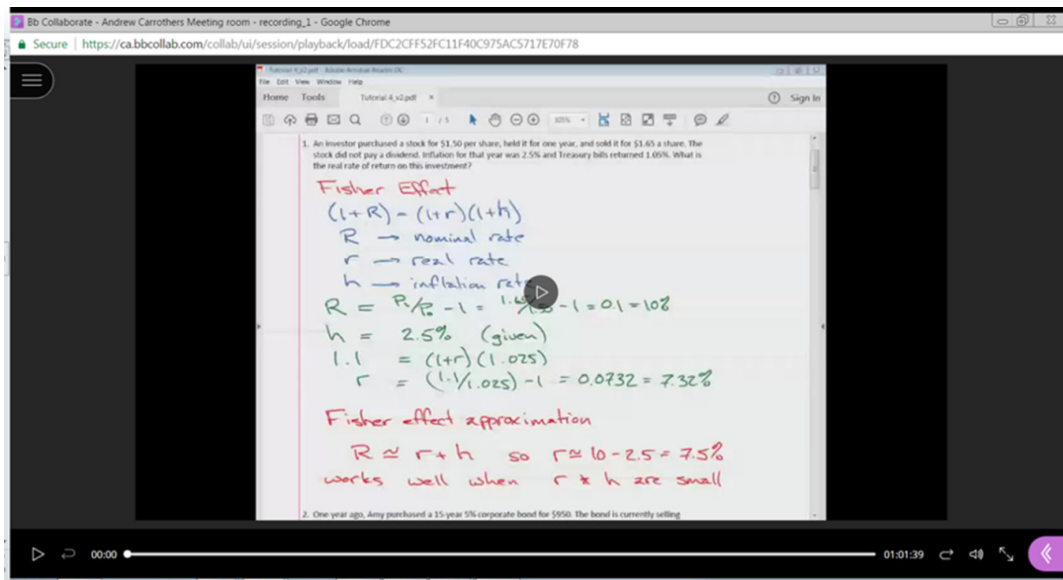 Bb Collaborate - Andrew Carrothers Meeting room - recording_1 - Google Chrome
Secure | https://ca.bbcollab.com/collab/ui/session/playback/load/FDC2CFF52FC11F40C975AC5717E70F78
Tutorial 4_v2.pdf - Adobe Acrobat Reader DC
File Edit View Window Help
Home Tools Tutorial 4_v2.pdf × Sign In
1 / 5 105%
1. An investor purchased a stock for $1.50 per share, held it for one year, and sold it for $1.65 a share. The
stock did not pay a dividend. Inflation for that year was 2.5% and Treasury bills returned 1.05%. What is
the real rate of return on this investment?
Fisher Effect
(1+R) = (1+r)(1+h)
R → nominal rate
r → real rate
h → inflation rate
R = P₁/P₀ - 1 = - 1 = 0.1 = 10%
h = 2.5% (given)
1.1 = (1+r)(1.025)
r = (1.1/1.025) - 1 = 0.0732 = 7.32%
Fisher effect approximation
R ≃ r + h so r ≃ 10 - 2.5 = 7.5%
works well when r & h are small
2. One year ago, Amy purchased a 15-year 5% corporate bond for $950. The bond is currently selling
00:00 01:01:39